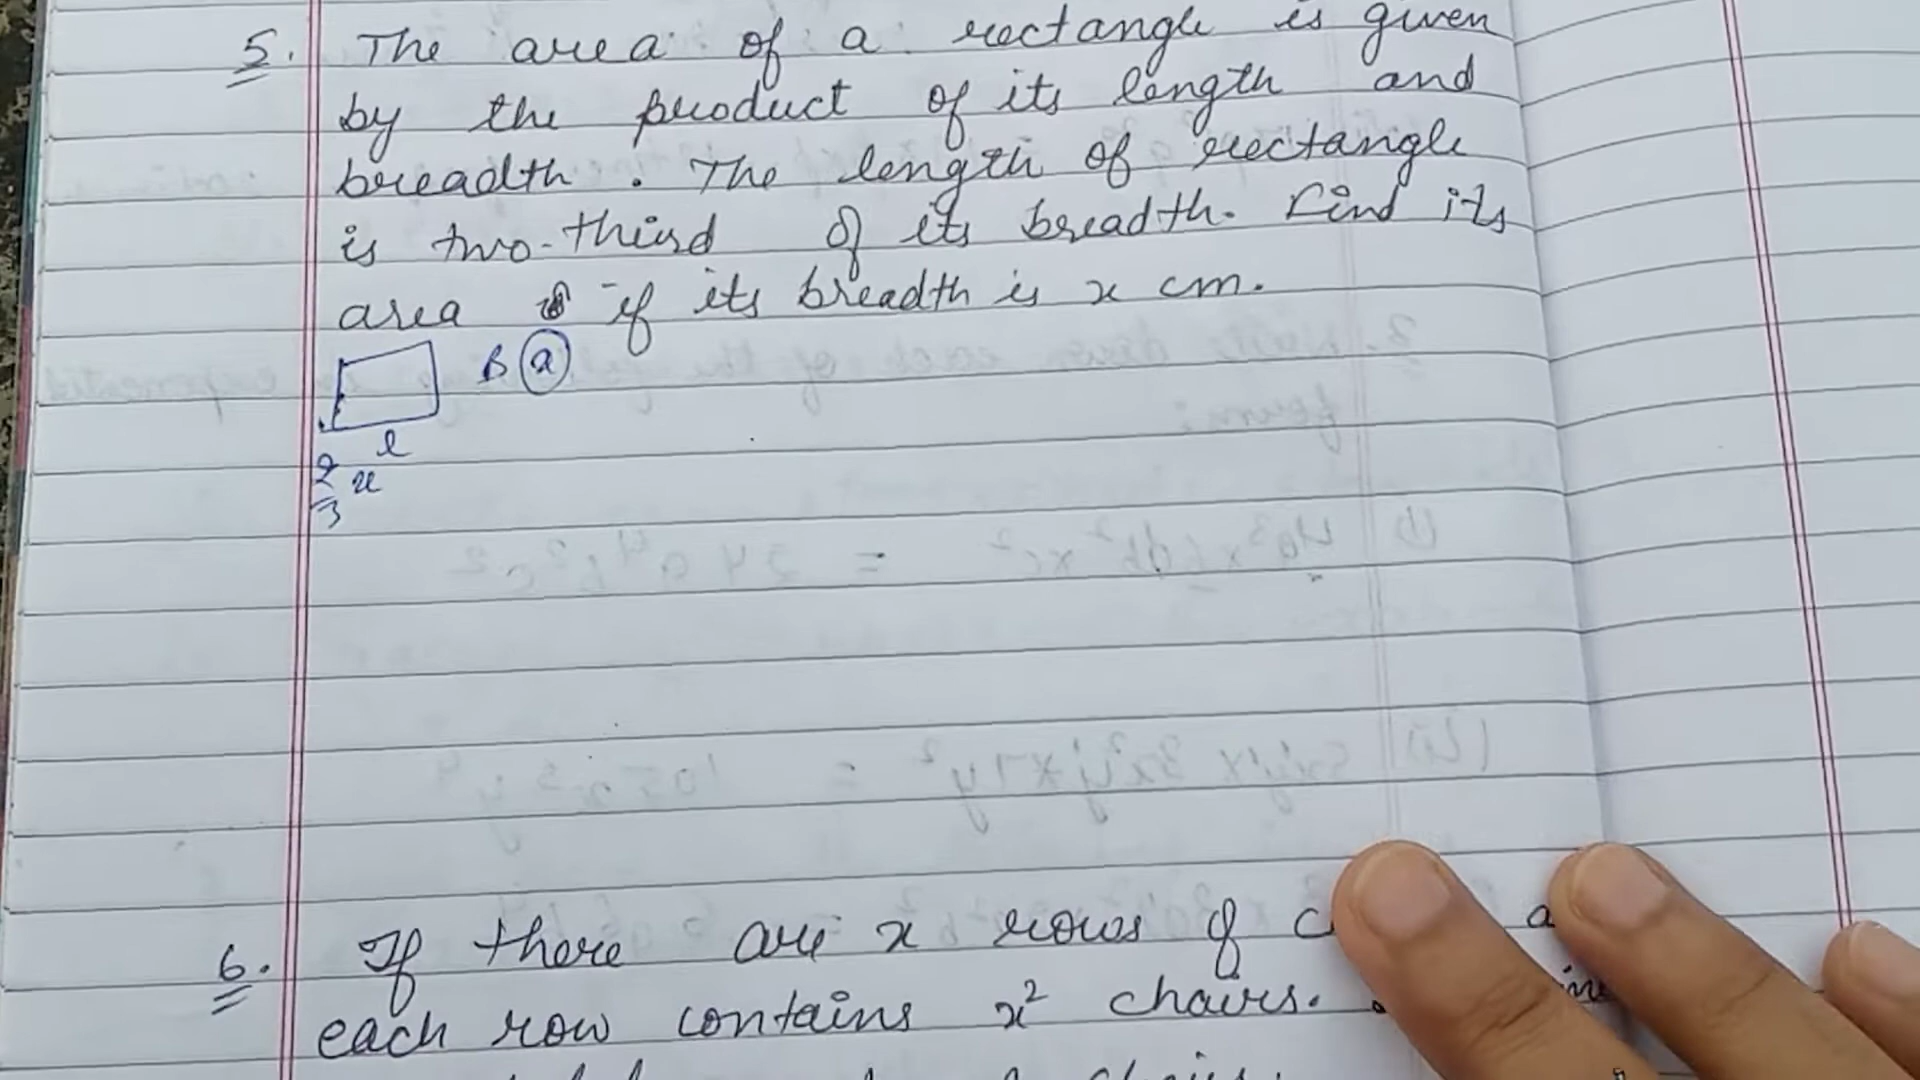 5. The area of a rectangle is given
by the product of its length and
breadth. The length of rectangle
is two-third of its breadth. Find its
area if its breadth is x cm.
B x
l
2/3 x
6. If there are x rows of
each row contains x² chairs.
chairs.